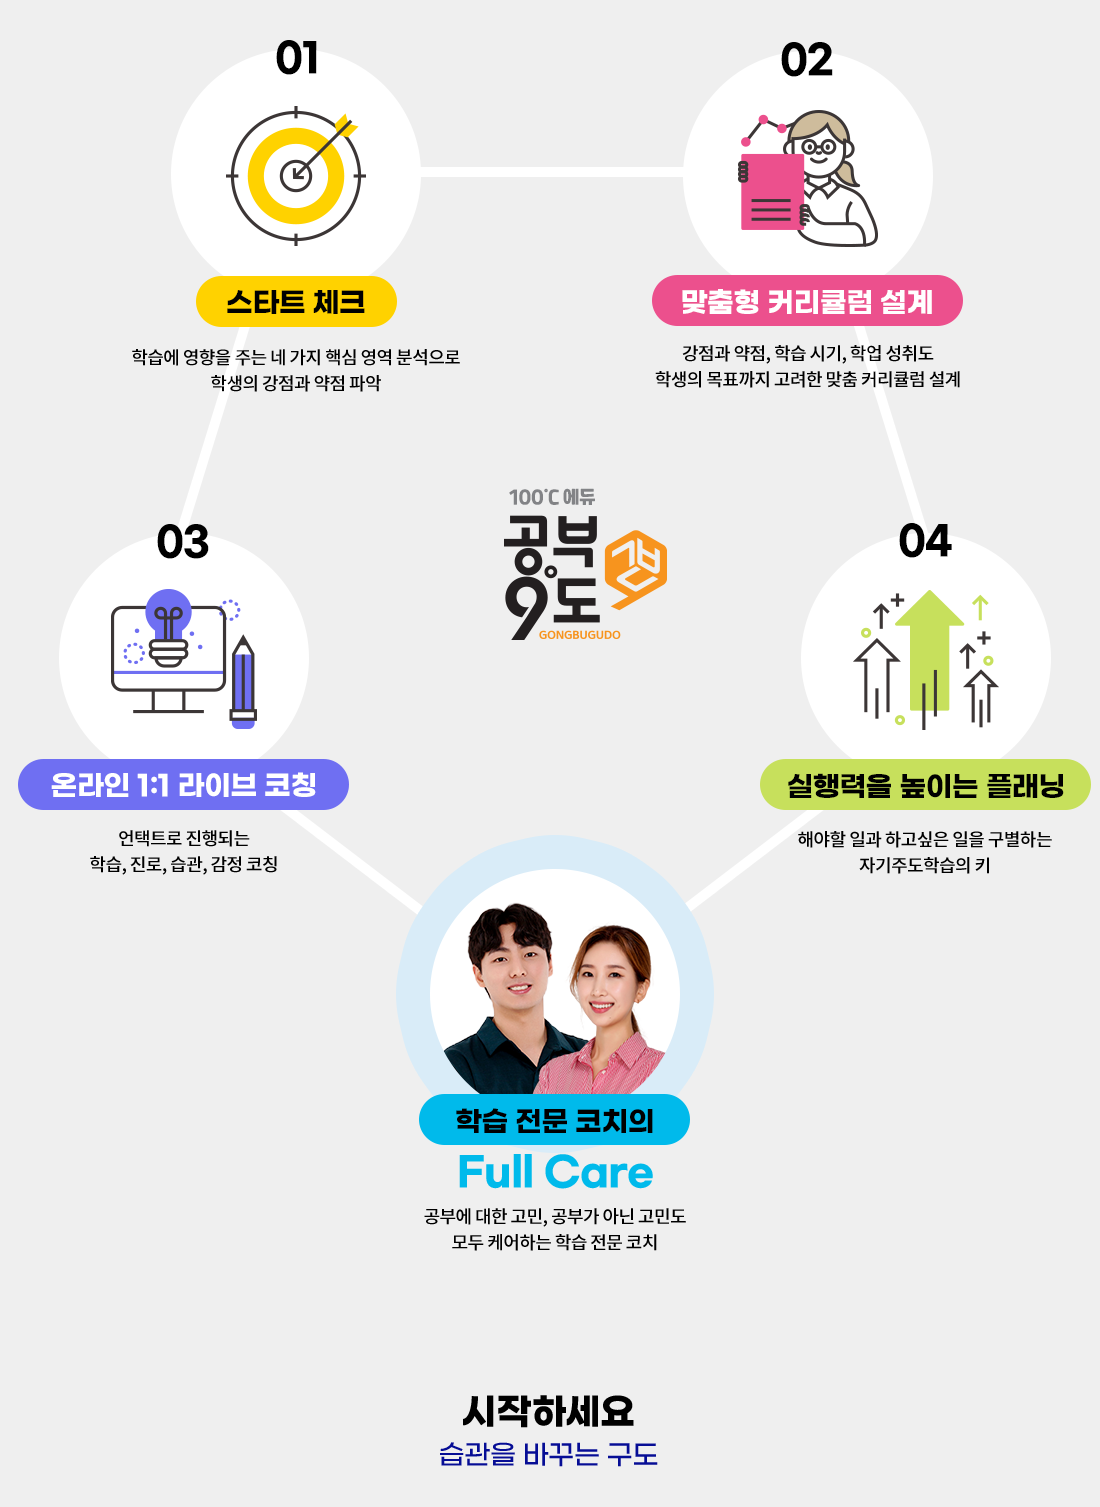 01
스타트 체크
학습에 영향을 주는 네 가지 핵심 영역 분석으로
학생의 강점과 약점 파악
02
맞춤형 커리큘럼 설계
강점과 약점, 학습 시기, 학업 성취도
학생의 목표까지 고려한 맞춤 커리큘럼 설계
100℃ 에듀
공부
9도
갭
GONGBUGUDO
03
온라인 1:1 라이브 코칭
언택트로 진행되는
학습, 진로, 습관, 감정 코칭
04
실행력을 높이는 플래닝
해야할 일과 하고싶은 일을 구별하는
자기주도학습의 키
학습 전문 코치의
Full Care
공부에 대한 고민, 공부가 아닌 고민도
모두 케어하는 학습 전문 코치
시작하세요
습관을 바꾸는 구도